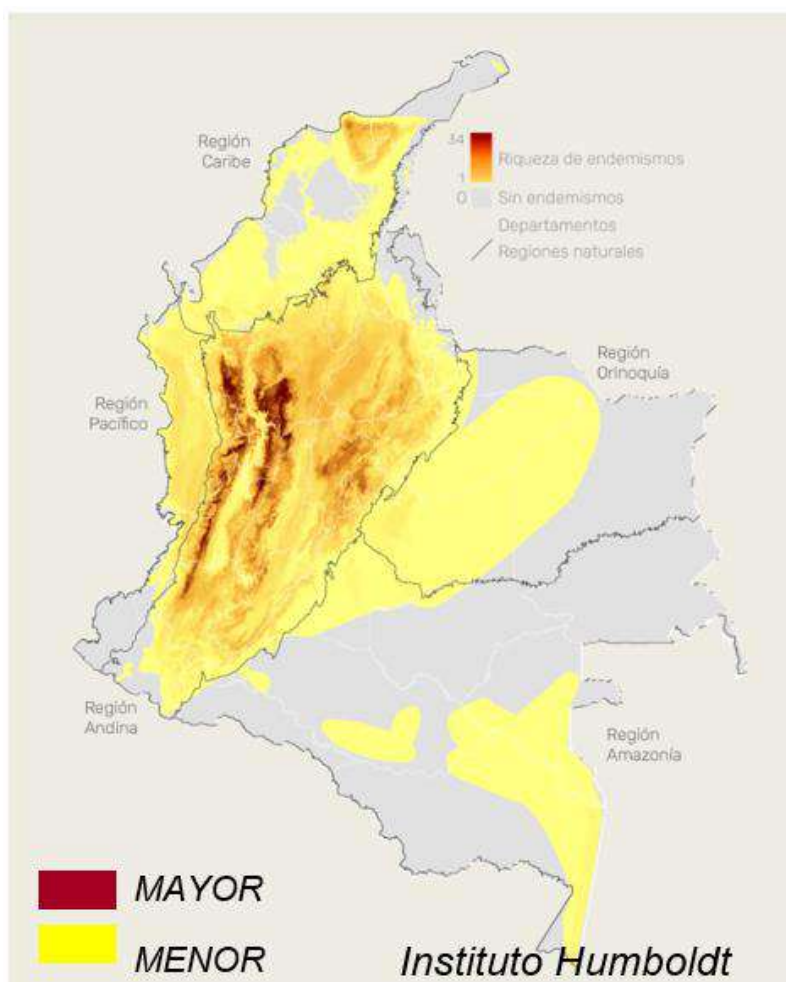 Región
Caribe
34
Riqueza de endemismos
1
0
Sin endemismos
Departamentos
Regiones naturales
Región
Orinoquía
Región
Pacífico
Región
Andina
Región
Amazonía
MAYOR
MENOR
Instituto Humboldt